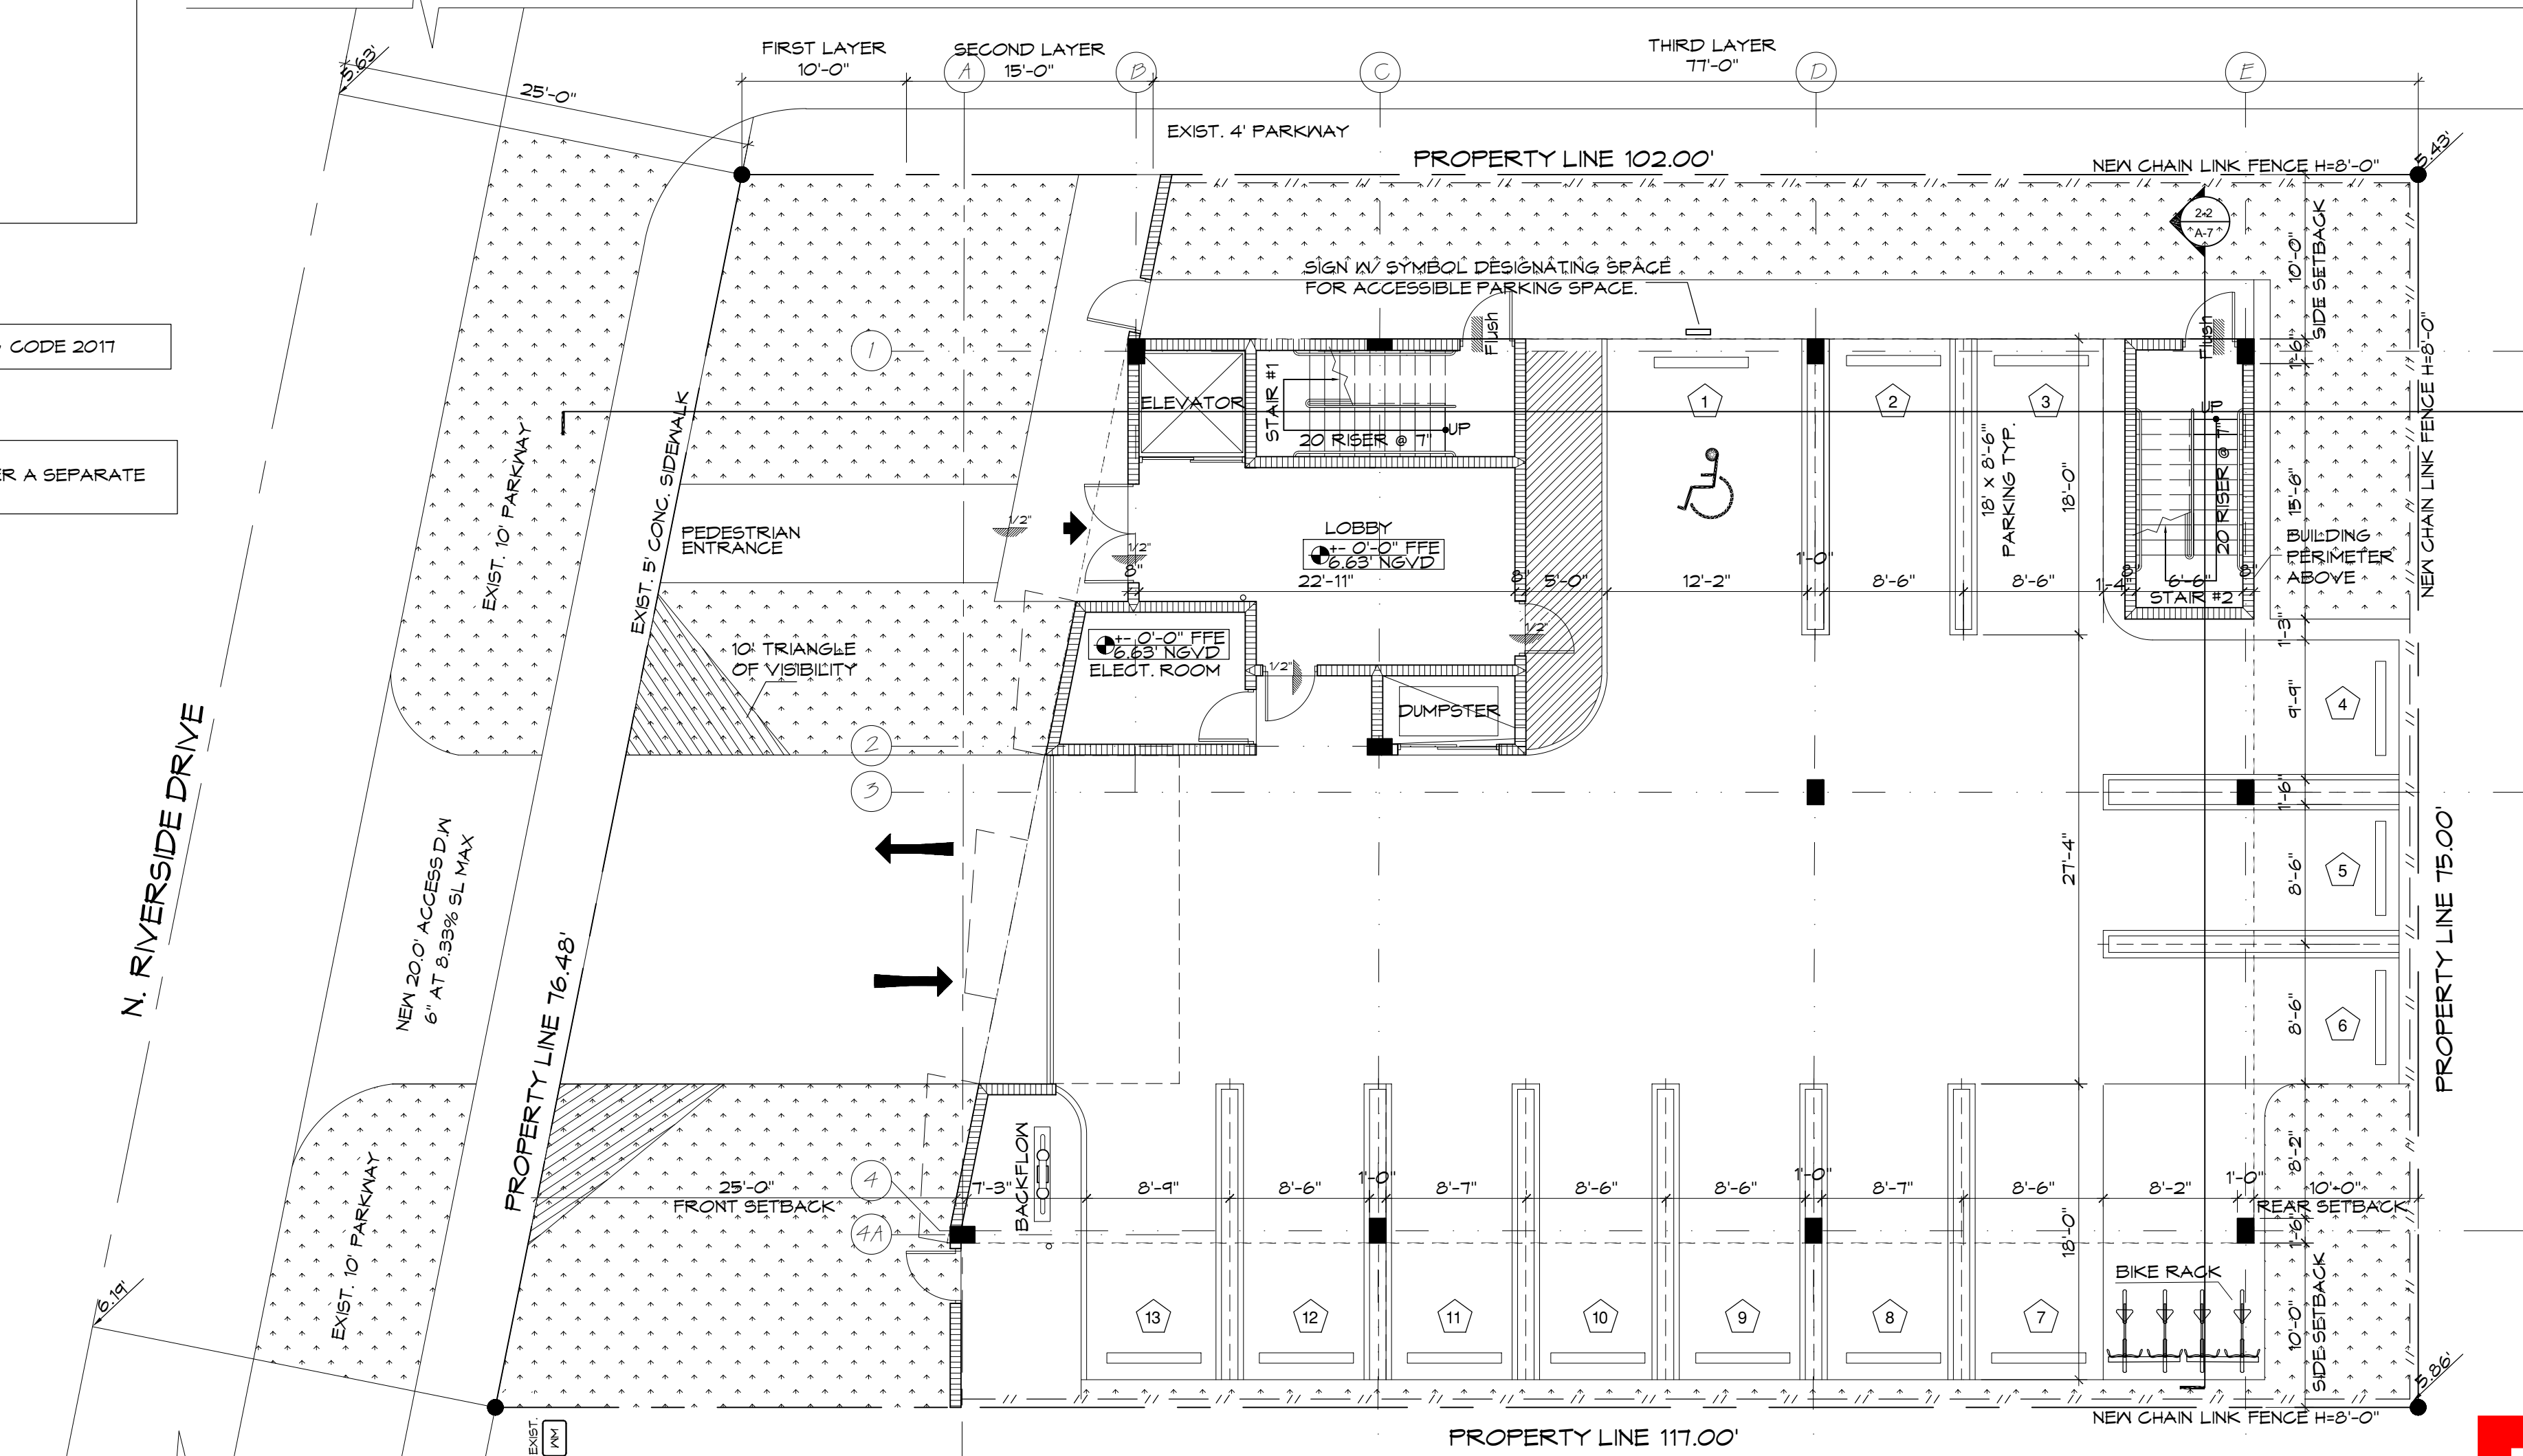 FIRST LAYER
10'-0"
SECOND LAYER
15'-0"
THIRD LAYER
77'-0"
A
B
C
D
E
5.63'
25'-0"
EXIST. 4' PARKWAY
PROPERTY LINE 102.00'
NEW CHAIN LINK FENCE H=8'-0"
5.43'
2-2
A-7
SIGN W/ SYMBOL DESIGNATING SPACE
FOR ACCESSIBLE PARKING SPACE.
10'-0"
SIDE SETBACK
CODE 2017
R A SEPARATE
1
Flush
Flush
1'-6"
NEW CHAIN LINK FENCE H=8'-0"
ELEVATOR
STAIR #1
20 RISER @ 7"
UP
1
2
3
18' x 8'-6"
PARKING TYP.
18'-0"
UP
20 RISER @ 7"
15'-8"
EXIST. 10' PARKWAY
EXIST. 5' CONC. SIDEWALK
PEDESTRIAN
ENTRANCE
1/2"
1/2"
LOBBY
+- 0'-0" FFE
6.63' NGVD
BUILDING
PERIMETER
ABOVE
8"
22'-11"
8"
5'-0"
12'-2"
1'-0"
8'-6"
8'-6"
1'-4"
8"
6'-6"
8"
STAIR #2
1'-3"
10' TRIANGLE
OF VISIBILITY
+- 0'-0" FFE
6.63' NGVD
ELECT. ROOM
1/2"
1/2"
DUMPSTER
9'-9"
4
2
3
1'-6"
N. RIVERSIDE DRIVE
NEW 20.0' ACCESS D.W
6" AT 8.33% SL MAX
PROPERTY LINE 76.48'
27'-4"
8'-6"
5
8'-6"
6
PROPERTY LINE 75.00'
EXIST. 10' PARKWAY
25'-0"
FRONT SETBACK
4
4A
7'-3"
BACKFLOW
8'-9"
8'-6"
1'-0"
8'-7"
8'-6"
8'-6"
1'-0"
8'-7"
8'-6"
8'-2"
1'-0"
10'-0"
REAR SETBACK
8'-2"
1'-6"
18'-0"
BIKE RACK
10'-0"
SIDE SETBACK
13
12
11
10
9
8
7
6.19'
5.86'
EXIST.
WM
NEW CHAIN LINK FENCE H=8'-0"
PROPERTY LINE 117.00'